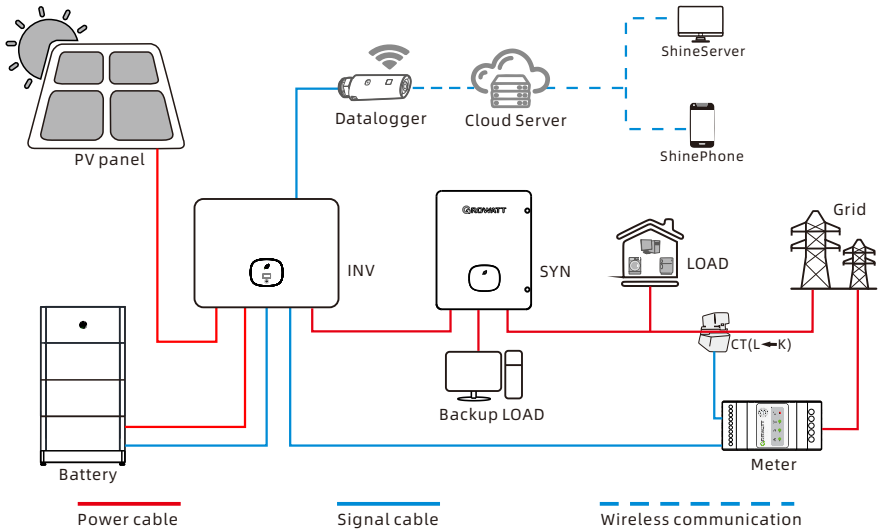 ShineServer
Datalogger
Cloud Server
PV panel
ShinePhone
GROWATT
Grid
INV
SYN
LOAD
CT(L←K)
Backup LOAD
GROWATT
Battery
Meter
Power cable
Signal cable
Wireless communication